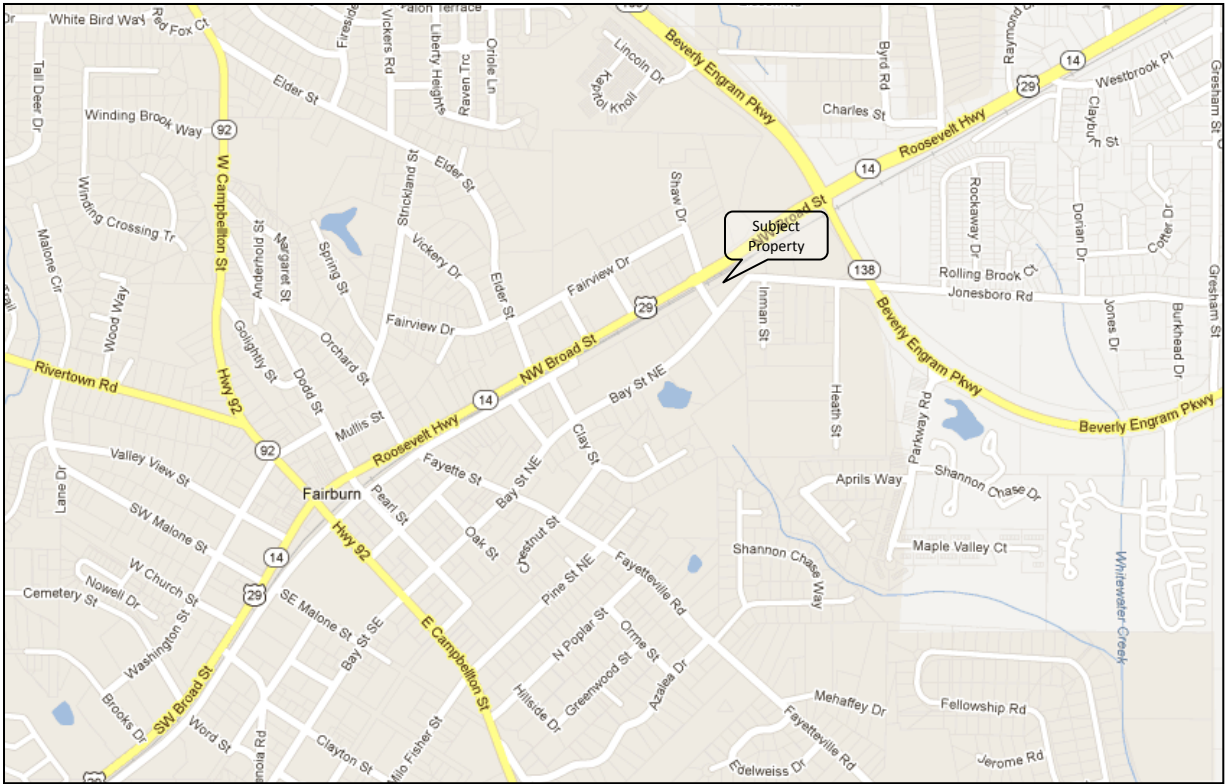 White Bird Way
Red Fox Ct
Fireside
Vickers Rd
Liberty Heights
Raven Trc
Oriole Ln
Lincoln Dr
Kapitol Knoll
Beverly Engram Pkwy
Byrd Rd
Charles St
14
29
Westbrook Pl
Gresham St
Tall Deer Dr
Elder St
Winding Brook Way
92
W Campbellton St
Roosevelt Hwy
14
Winding Crossing Tr
Strickland St
Elder St
Shaw Dr
NW Broad St
Subject
Property
Rockaway Dr
Dorian Dr
Cotter Dr
Malone Cir
Anderhold St
Margaret St
Spring St
Vickery Dr
Elder St
Fairview Dr
29
138
Rolling Brook Ct
Jonesboro Rd
Gresham St
Wood Way
Golightly St
Orchard St
Fairview Dr
Inman St
Beverly Engram Pkwy
Jones Dr
Burkhead Dr
Rivertown Rd
Hwy 92
Dodd St
NW Broad St
14
Bay St NE
Heath St
Parkway Rd
Beverly Engram Pkwy
Mullis St
Roosevelt Hwy
Clay St
92
Valley View St
Lane Dr
Fairburn
Fayette St
Bay St NE
Aprils Way
Shannon Chase Dr
Pearl St
SW Malone St
Hwy 92
Oak St
Chestnut St
14
Maple Valley Ct
Shannon Chase Way
W Church St
Nowell Dr
Cemetery St
29
SE Malone St
Pine St NE
Fayetteville Rd
Whitewater Creek
Washington St
Bay St SE
E Campbellton St
N Poplar St
Orme St
Greenwood St
Azalea Dr
Hillside Dr
SW Broad St
Brooks Dr
Word St
Clayton St
Milo Fisher St
Mehaffey Dr
Fayetteville Rd
Fellowship Rd
Edelweiss Dr
Jerome Rd